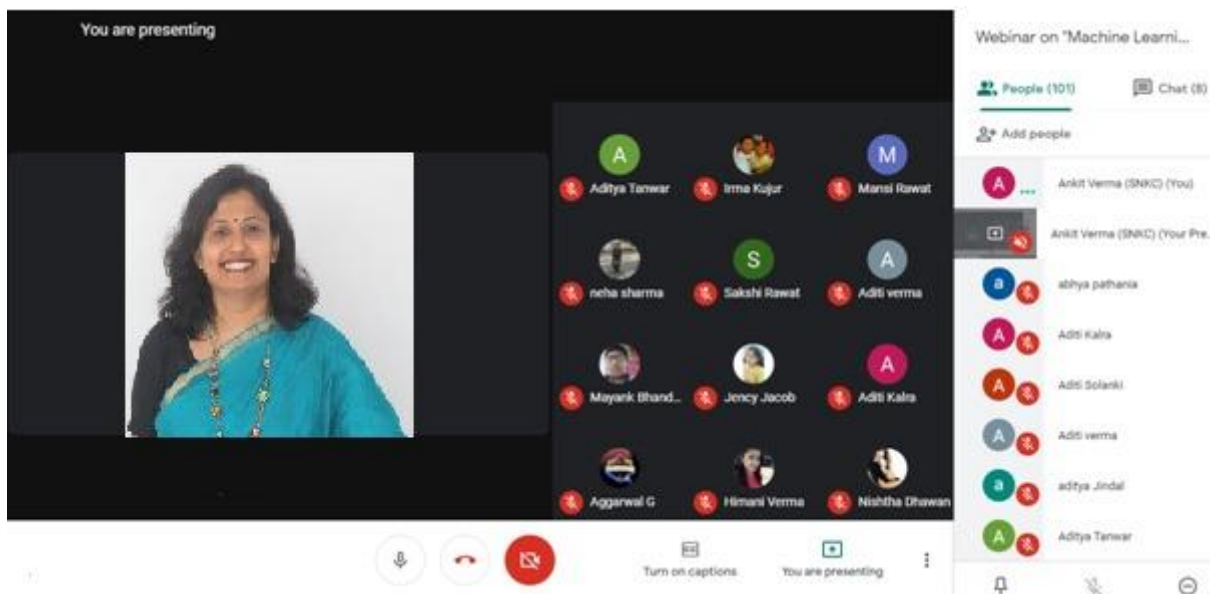 You are presenting
A
Aditya Tanwar
Irma Kujur
M
Mansi Rawat
neha sharma
S
Sakshi Rawat
A
Aditi verma
Mayank Bhand...
Jency Jacob
A
Aditi Kalra
Aggarwal G
Himani Verma
Nishtha Dhawan
Turn on captions
You are presenting
Webinar on "Machine Learni...
People (101)
Chat (8)
Add people
A
Ankit Verma (SNKC) (You)
Ankit Verma (SNKC) (Your Pre.
a
abhya pathania
A
Aditi Kalra
A
Aditi Solanki
A
Aditi verma
a
aditya Jindal
A
Aditya Tanwar